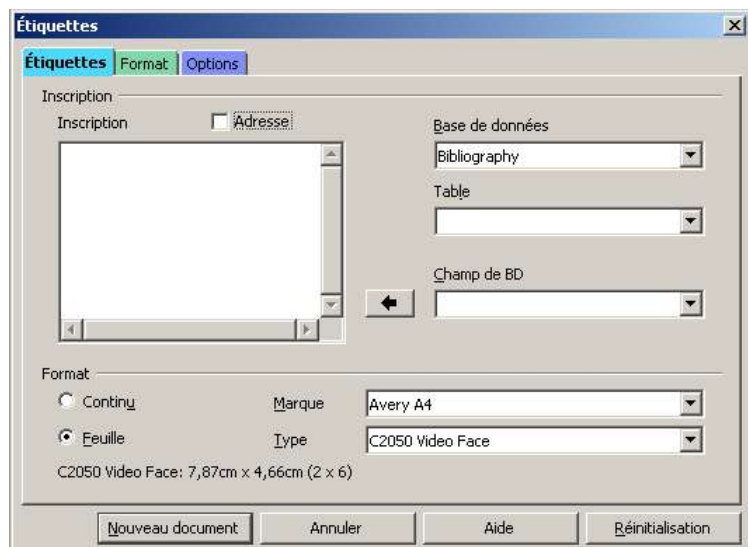 Étiquettes
Étiquettes Format Options
Inscription
Inscription Adresse
Base de données
Bibliography
Table
Champ de BD
Format
Continu Marque Avery A4
Feuille Type C2050 Video Face
C2050 Video Face: 7,87cm x 4,66cm (2 x 6)
Nouveau document Annuler Aide Réinitialisation